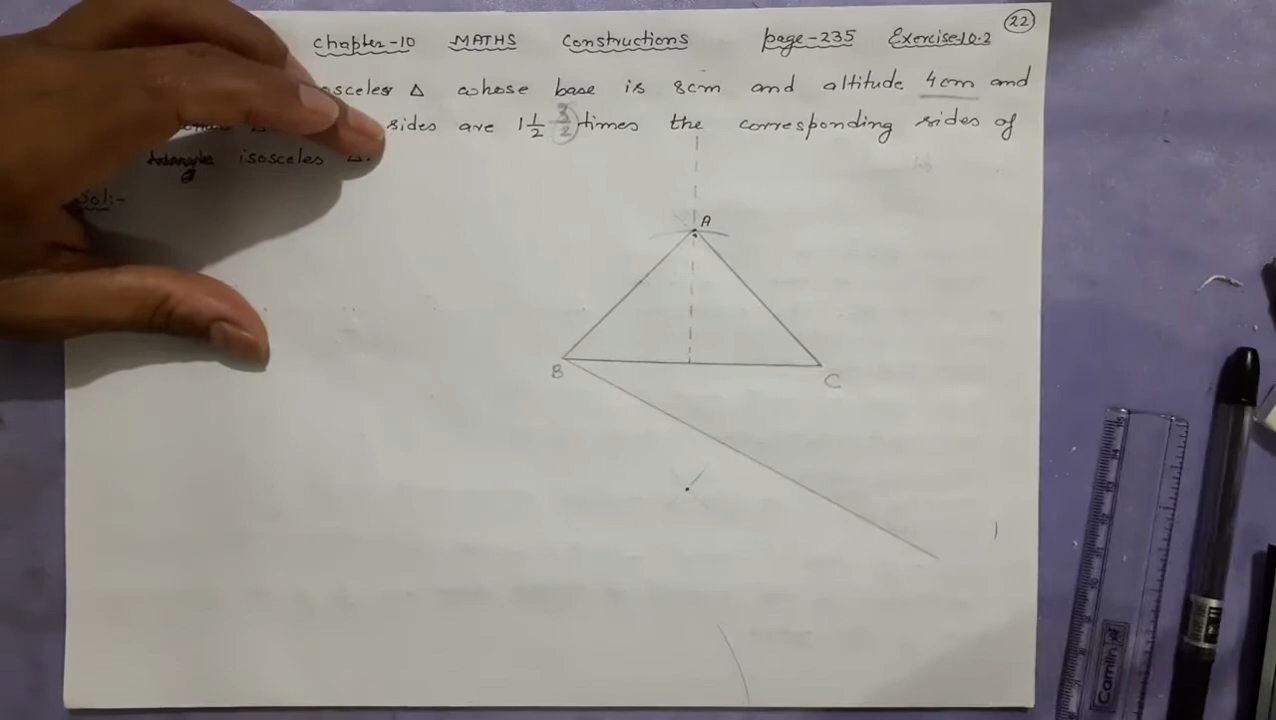 22
Chapter-10 MATHS Constructions page-235 Exercise-10.2
isosceles △ whose base is 8cm and altitude 4cm and
sides are 1 1/2 3/2 times the corresponding sides of
isosceles △.
Sol:-
A
B
C
Camlin